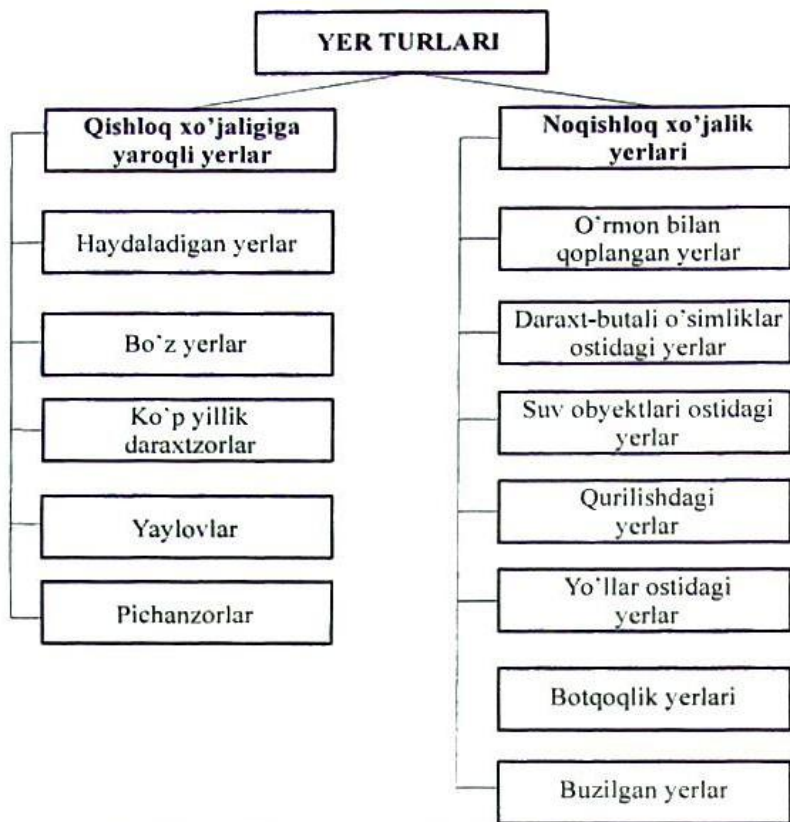 YER TURLARI
Qishloq xo'jaligiga
yaroqli yerlar
Haydaladigan yerlar
Bo`z yerlar
Ko`p yillik
daraxtzorlar
Yaylovlar
Pichanzorlar
Noqishloq xo'jalik
yerlari
O`rmon bilan
qoplangan yerlar
Daraxt-butali o`simliklar
ostidagi yerlar
Suv obyektlari ostidagi
yerlar
Qurilishdagi
yerlar
Yo`llar ostidagi
yerlar
Botqoqlik yerlari
Buzilgan yerlar